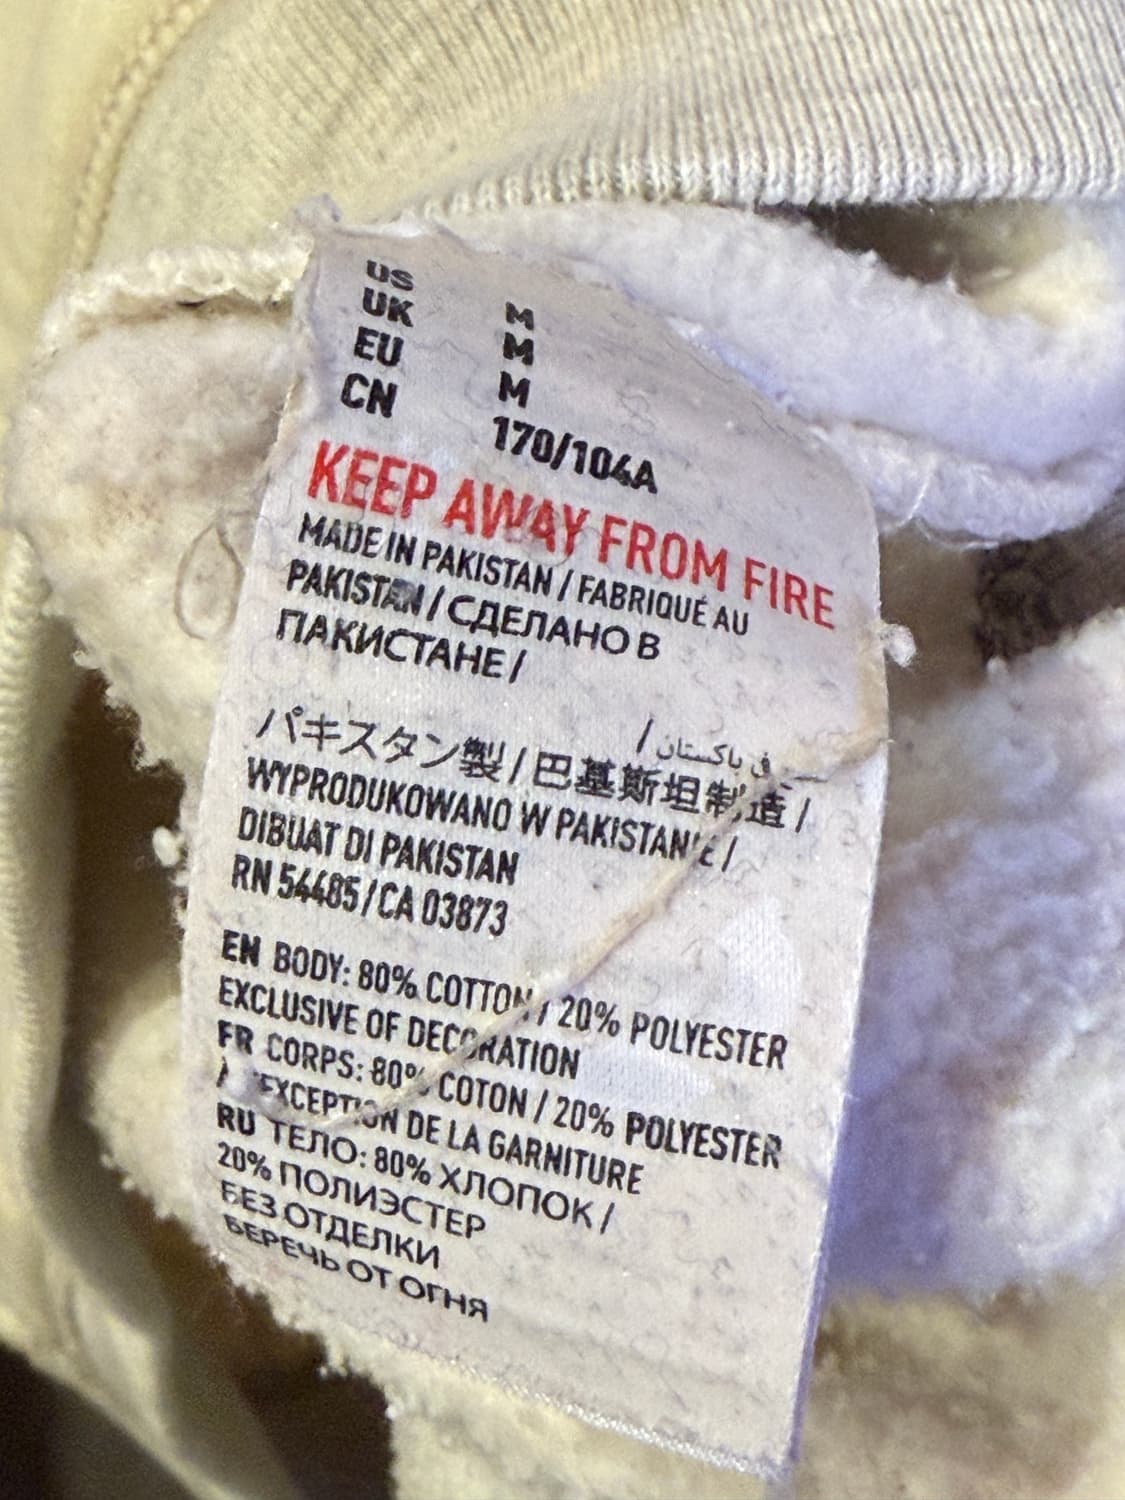 US M
UK M
EU M
CN 170/104A
KEEP AWAY FROM FIRE
MADE IN PAKISTAN / FABRIQUÉ AU
PAKISTAN / СДЕЛАНО В
ПАКИСТАНЕ /
/ باكستان
パキスタン製 / 巴基斯坦制造 /
WYPRODUKOWANO W PAKISTANIE /
DIBUAT DI PAKISTAN
RN 54485 / CA 03873
EN BODY: 80% COTTON / 20% POLYESTER
EXCLUSIVE OF DECORATION
FR CORPS: 80% COTON / 20% POLYESTER
EXCEPTION DE LA GARNITURE
RU ТЕЛО: 80% ХЛОПОК /
20% ПОЛИЭСТЕР
БЕЗ ОТДЕЛКИ
БЕРЕЧЬ ОТ ОГНЯ